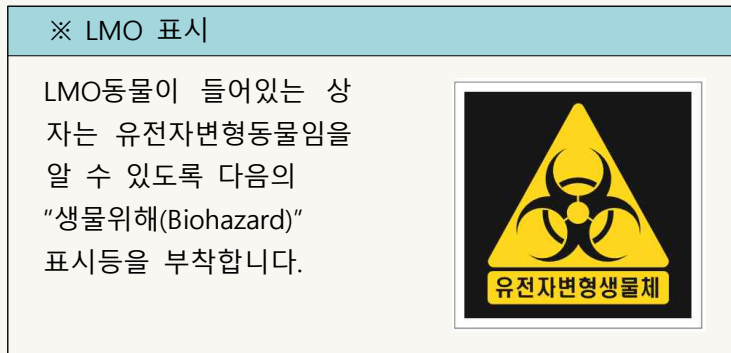 ※ LMO 표시
LMO동물이 들어있는 상
자는 유전자변형동물임을
알 수 있도록 다음의
“생물위해(Biohazard)”
표시등을 부착합니다.
유전자변형생물체